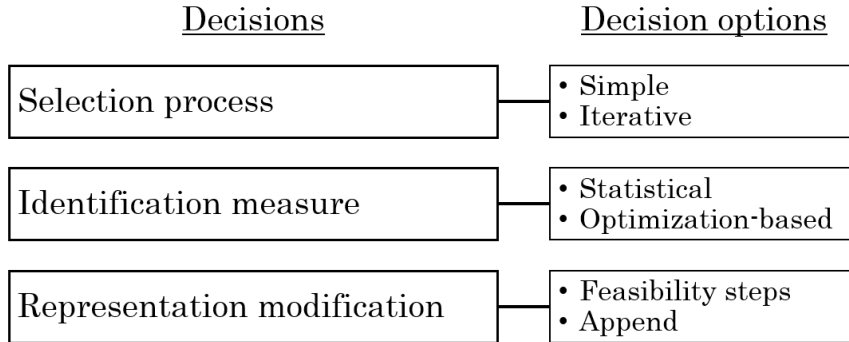 Decisions
Decision options
Selection process
• Simple
• Iterative
Identification measure
• Statistical
• Optimization-based
Representation modification
• Feasibility steps
• Append